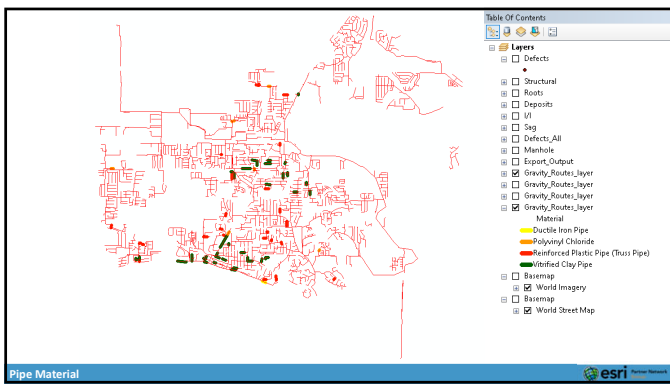 Table Of Contents
Layers
Defects
Structural
Roots
Deposits
I/I
Sag
Defects_All
Manhole
Export_Output
Gravity_Routes_layer
Gravity_Routes_layer
Gravity_Routes_layer
Gravity_Routes_layer
Material
Ductile Iron Pipe
Polyvinyl Chloride
Reinforced Plastic Pipe (Truss Pipe)
Vitrified Clay Pipe
Basemap
World Imagery
Basemap
World Street Map
Pipe Material
esri Partner Network